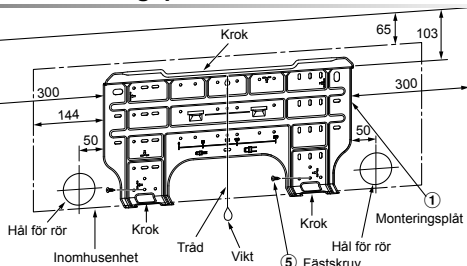 65
103
Krok
300
300
144
50
50
① Monteringsplåt
Hål för rör
Krok
Inomhusenhet
Tråd
Vikt
Krok
⑤ Fästskruv
Hål för rör